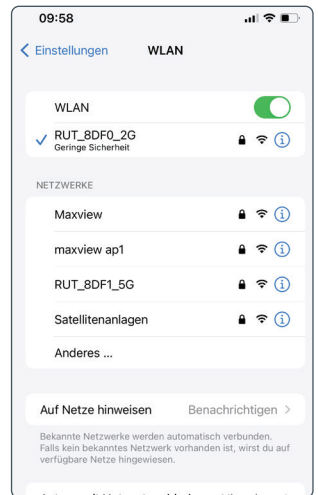 09:58
Einstellungen WLAN
WLAN
RUT_8DF0_2G
Geringe Sicherheit
NETZWERKE
Maxview
maxview ap1
RUT_8DF1_5G
Satellitenanlagen
Anderes ...
Auf Netze hinweisen Benachrichtigen
Bekannte Netzwerke werden automatisch verbunden.
Falls kein bekanntes Netzwerk vorhanden ist, wirst du auf
verfügbare Netze hingewiesen.